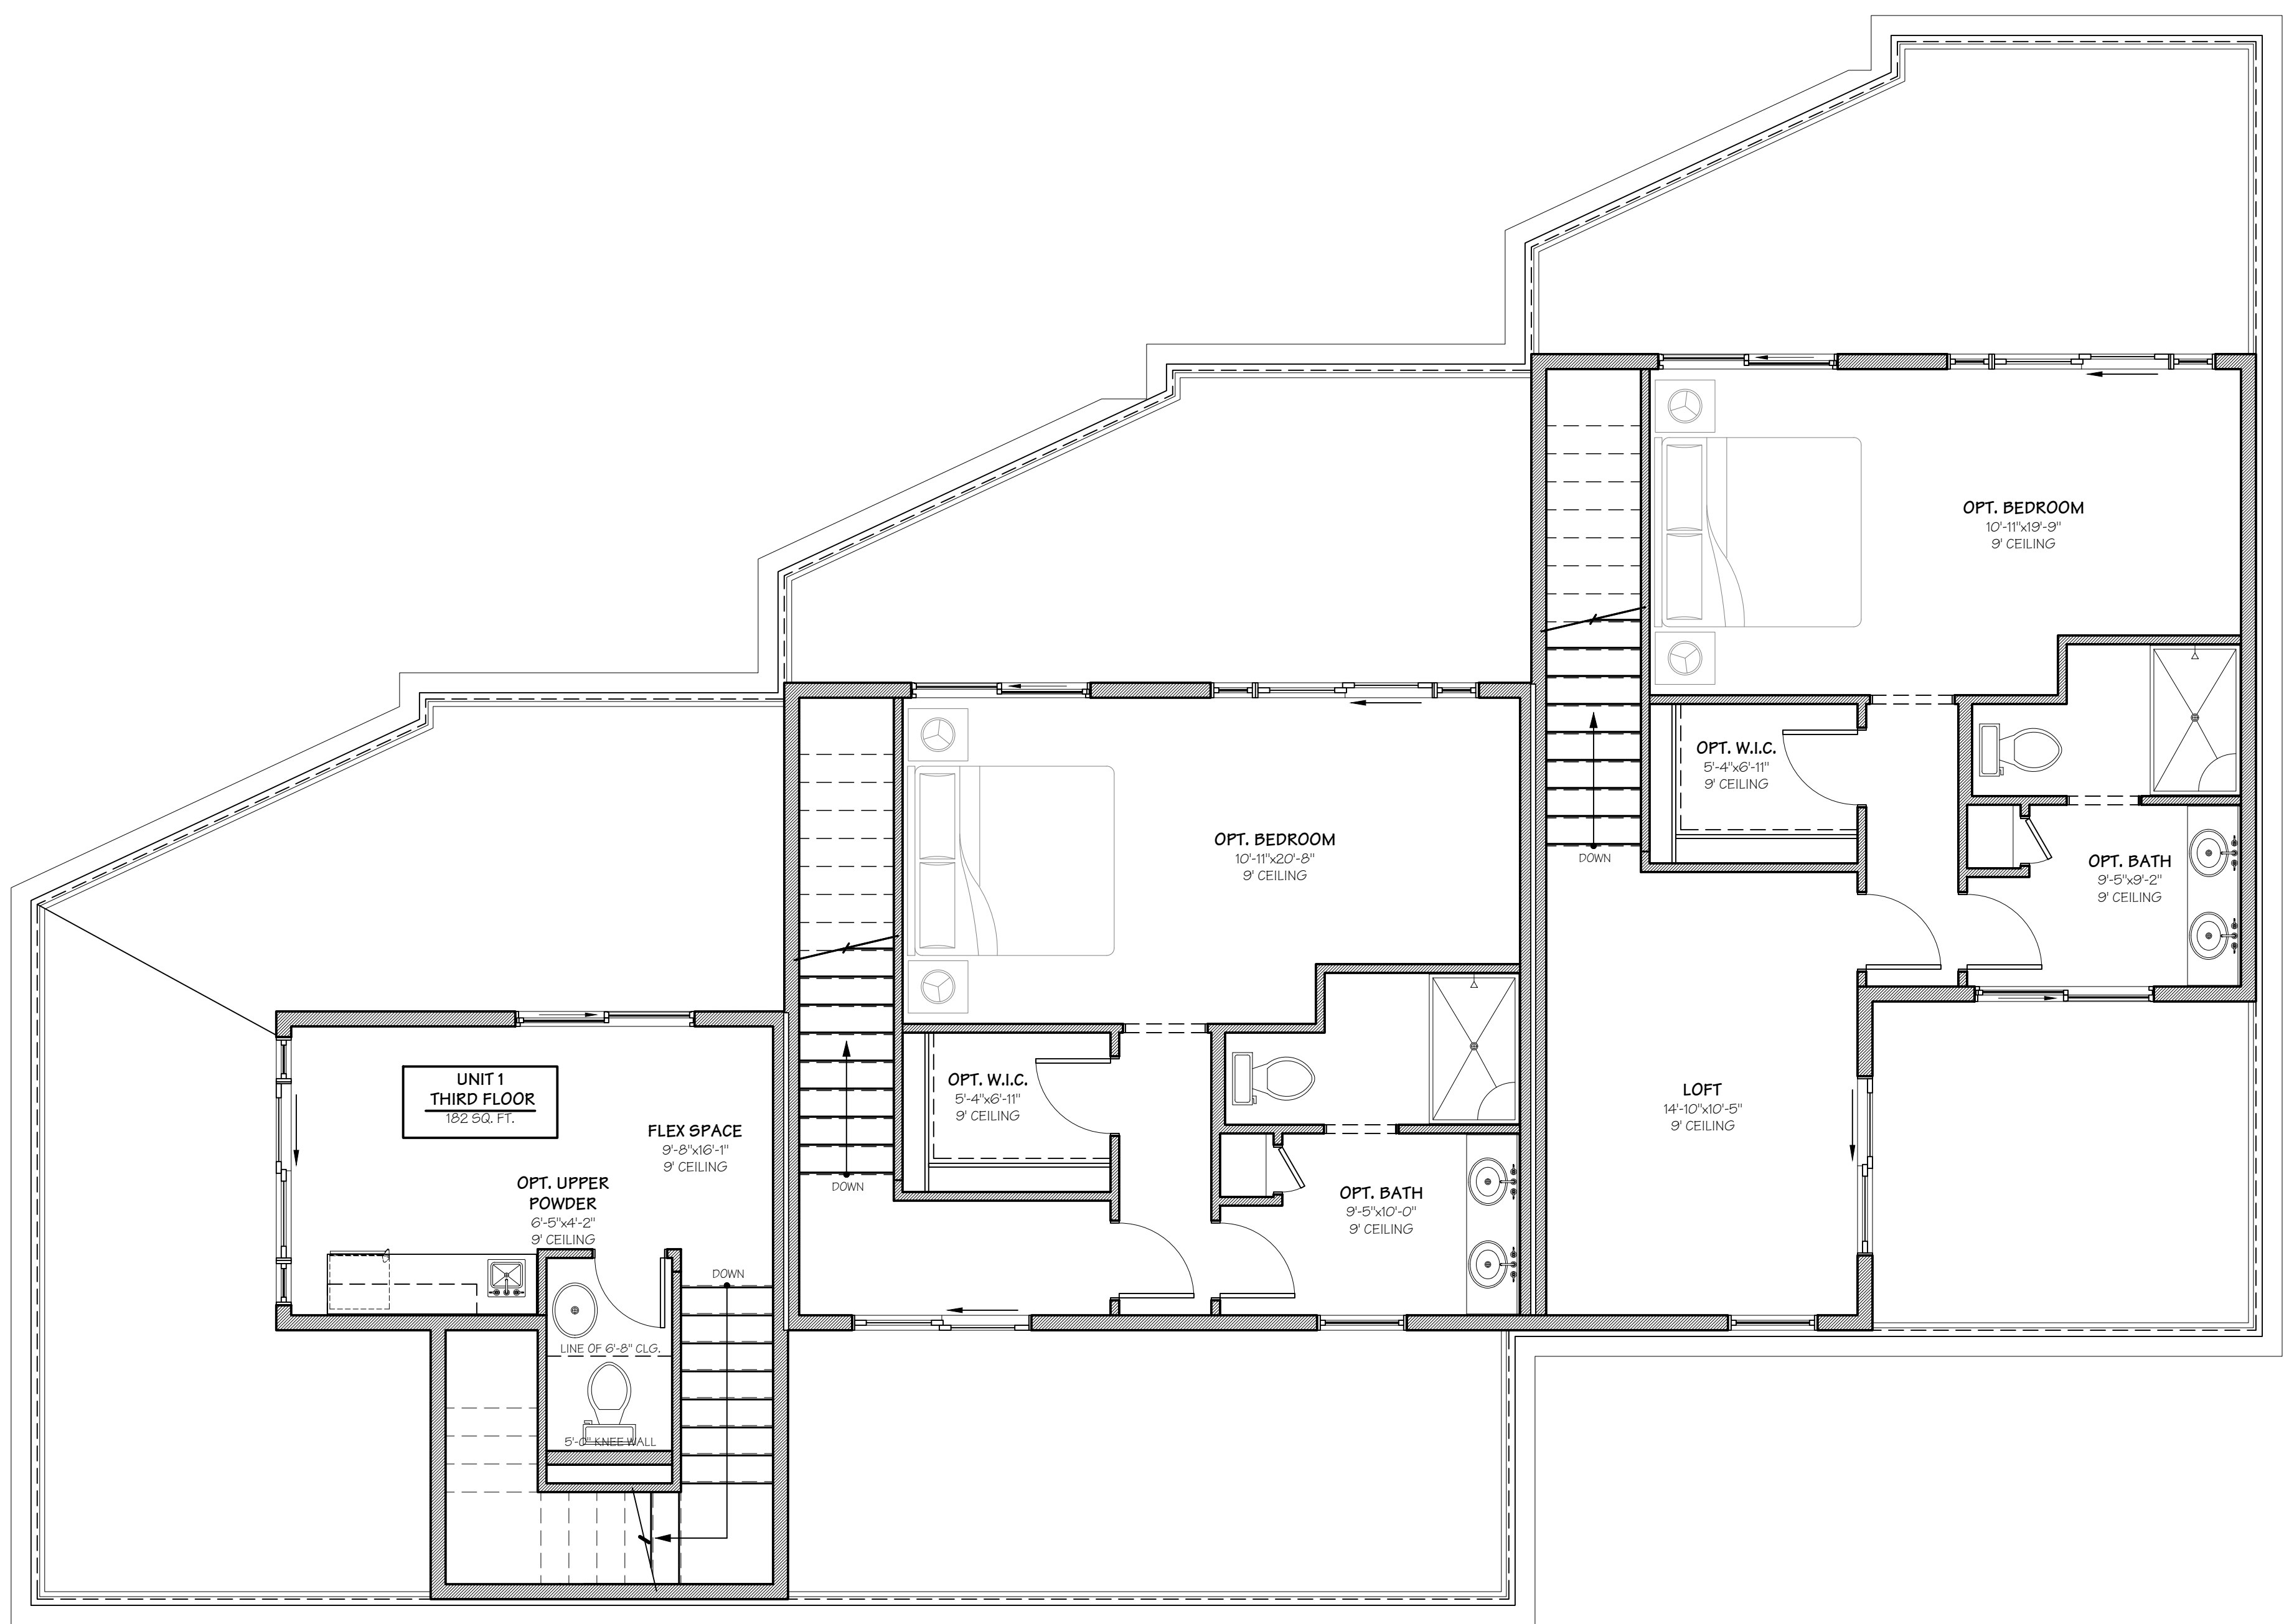 OPT. BEDROOM
10'-11"x19'-9"
9' CEILING
OPT. W.I.C.
5'-4"x6'-11"
9' CEILING
DOWN
OPT. BATH
9'-5"x9'-2"
9' CEILING
OPT. BEDROOM
10'-11"x20'-8"
9' CEILING
OPT. W.I.C.
5'-4"x6'-11"
9' CEILING
DOWN
OPT. BATH
9'-5"x10'-0"
9' CEILING
LOFT
14'-10"x10'-5"
9' CEILING
UNIT 1
THIRD FLOOR
182 SQ. FT.
FLEX SPACE
9'-8"x16'-1"
9' CEILING
OPT. UPPER
POWDER
6'-5"x4'-2"
9' CEILING
DOWN
LINE OF 6'-8" CLG.
5'-0" KNEE WALL